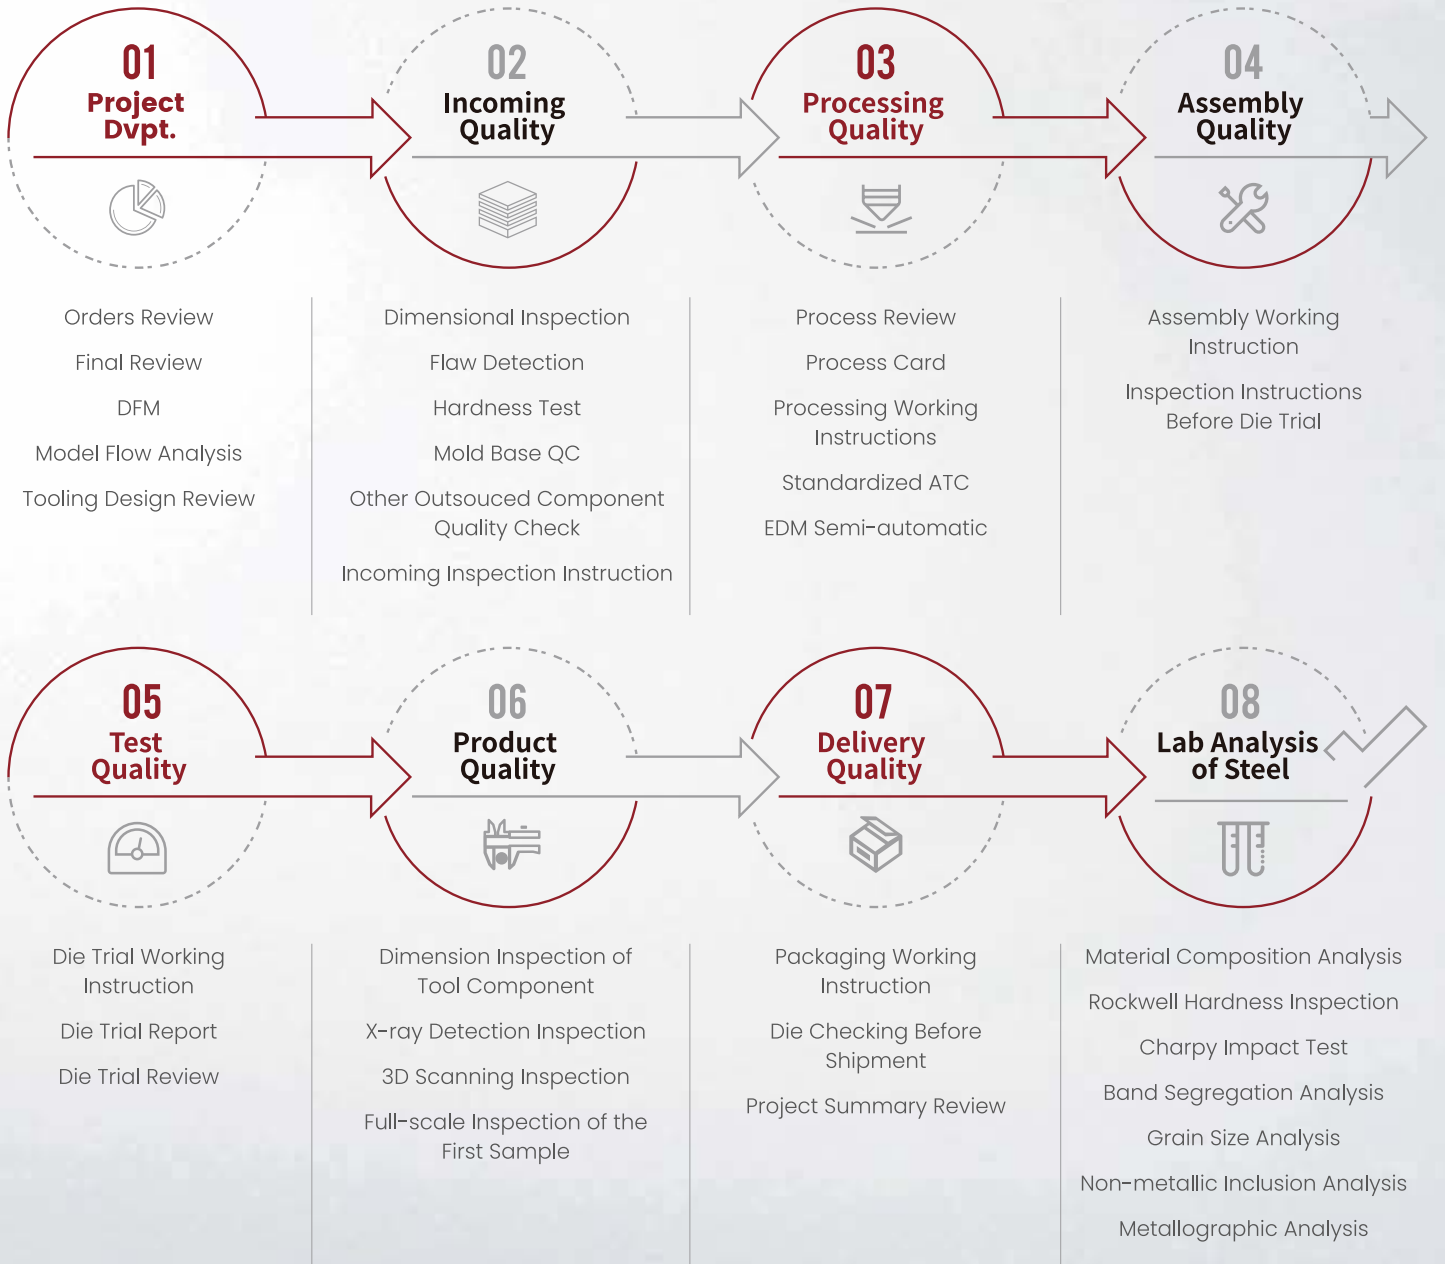 01
Project
Dvpt.
02
Incoming
Quality
03
Processing
Quality
04
Assembly
Quality
Orders Review
Final Review
DFM
Model Flow Analysis
Tooling Design Review
Dimensional Inspection
Flaw Detection
Hardness Test
Mold Base QC
Other Outsouced Component
Quality Check
Incoming Inspection Instruction
Process Review
Process Card
Processing Working
Instructions
Standardized ATC
EDM Semi-automatic
Assembly Working
Instruction
Inspection Instructions
Before Die Trial
05
Test
Quality
06
Product
Quality
07
Delivery
Quality
08
Lab Analysis
of Steel
Die Trial Working
Instruction
Die Trial Report
Die Trial Review
Dimension Inspection of
Tool Component
X-ray Detection Inspection
3D Scanning Inspection
Full-scale Inspection of the
First Sample
Packaging Working
Instruction
Die Checking Before
Shipment
Project Summary Review
Material Composition Analysis
Rockwell Hardness Inspection
Charpy Impact Test
Band Segregation Analysis
Grain Size Analysis
Non-metallic Inclusion Analysis
Metallographic Analysis